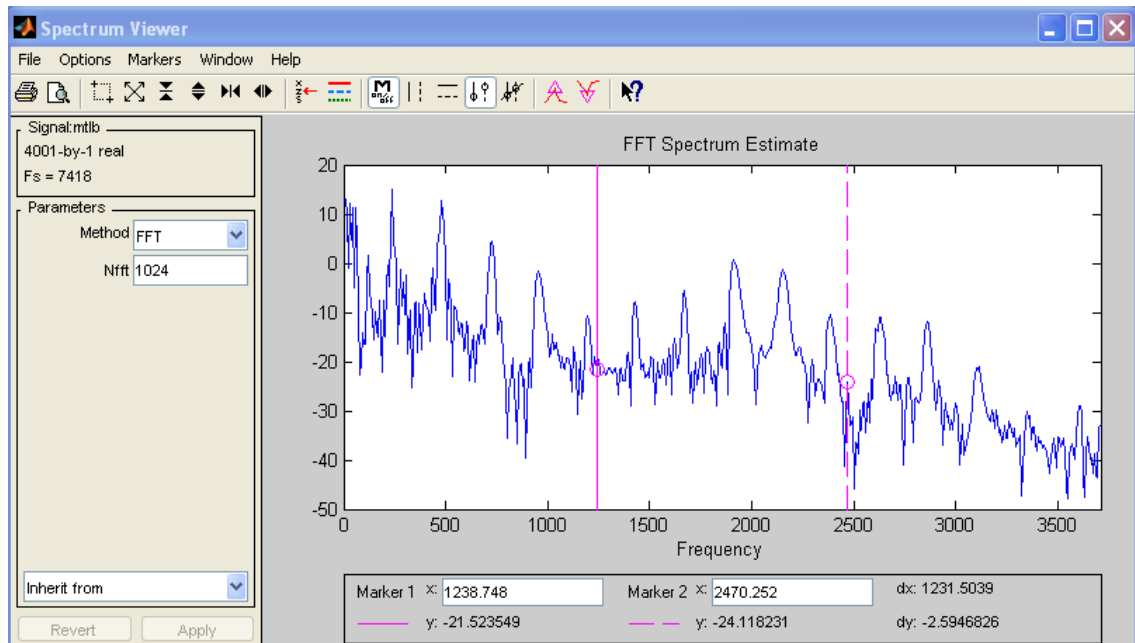 Spectrum Viewer
File Options Markers Window Help
Signal:mtlb
4001-by-1 real
Fs = 7418
Parameters
Method FFT
Nfft 1024
Inherit from
Revert Apply
FFT Spectrum Estimate
20
10
0
-10
-20
-30
-40
-50
0 500 1000 1500 2000 2500 3000 3500
Frequency
Marker 1 x: 1238.748 Marker 2 x: 2470.252 dx: 1231.5039
y: -21.523549 y: -24.118231 dy: -2.5946826